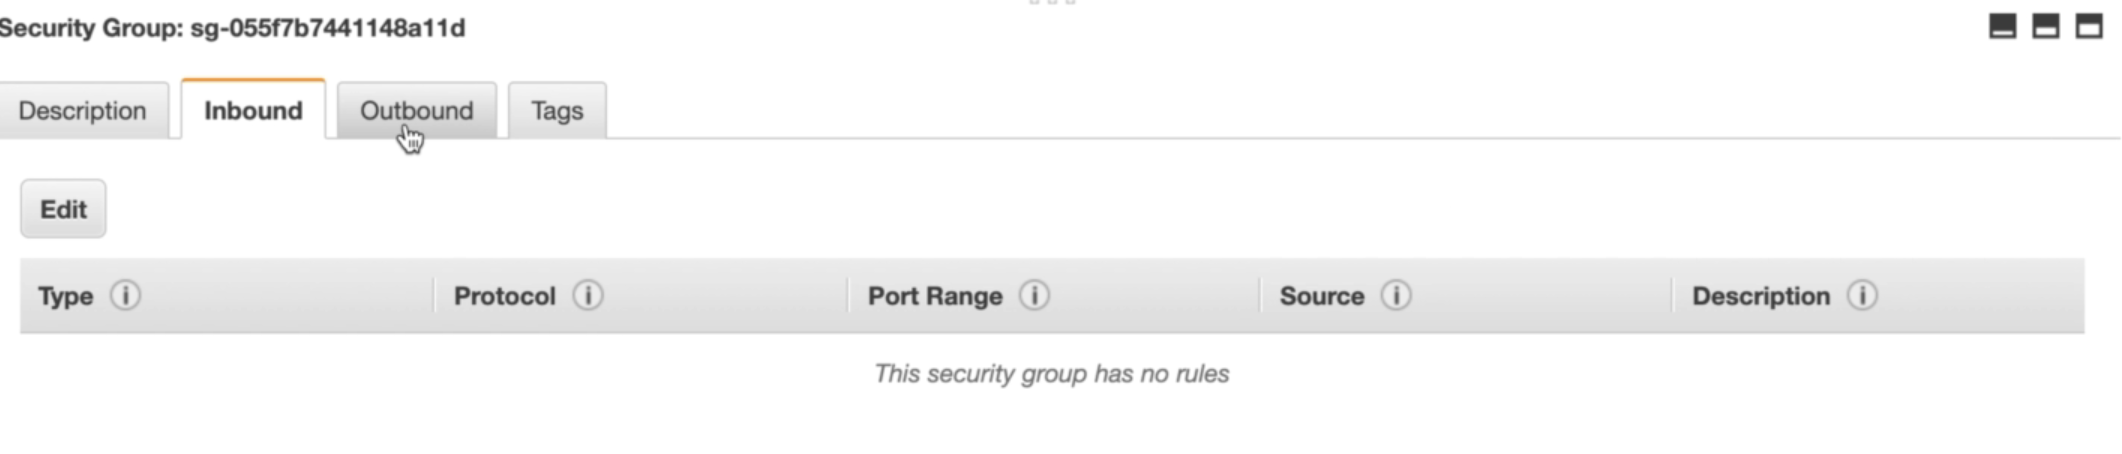 Security Group: sg-055f7b7441148a11d
Description Inbound Outbound Tags
Edit
Type Protocol Port Range Source Description
This security group has no rules